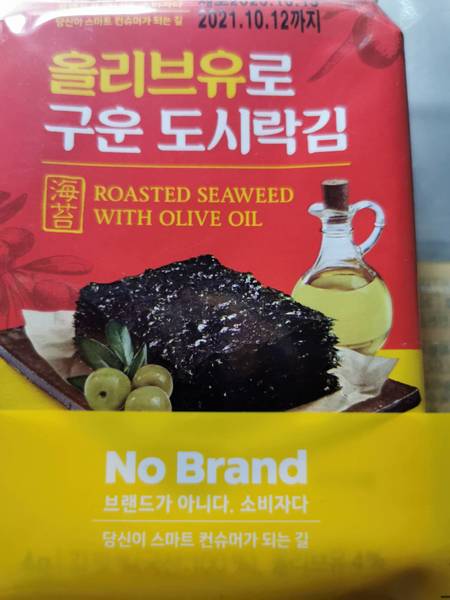 당신이 스마트 컨슈머가 되는 길
2021.10.12까지
올리브유로
구운 도시락김
海苔
ROASTED SEAWEED
WITH OLIVE OIL
No Brand
브랜드가 아니다. 소비자다
당신이 스마트 컨슈머가 되는 길